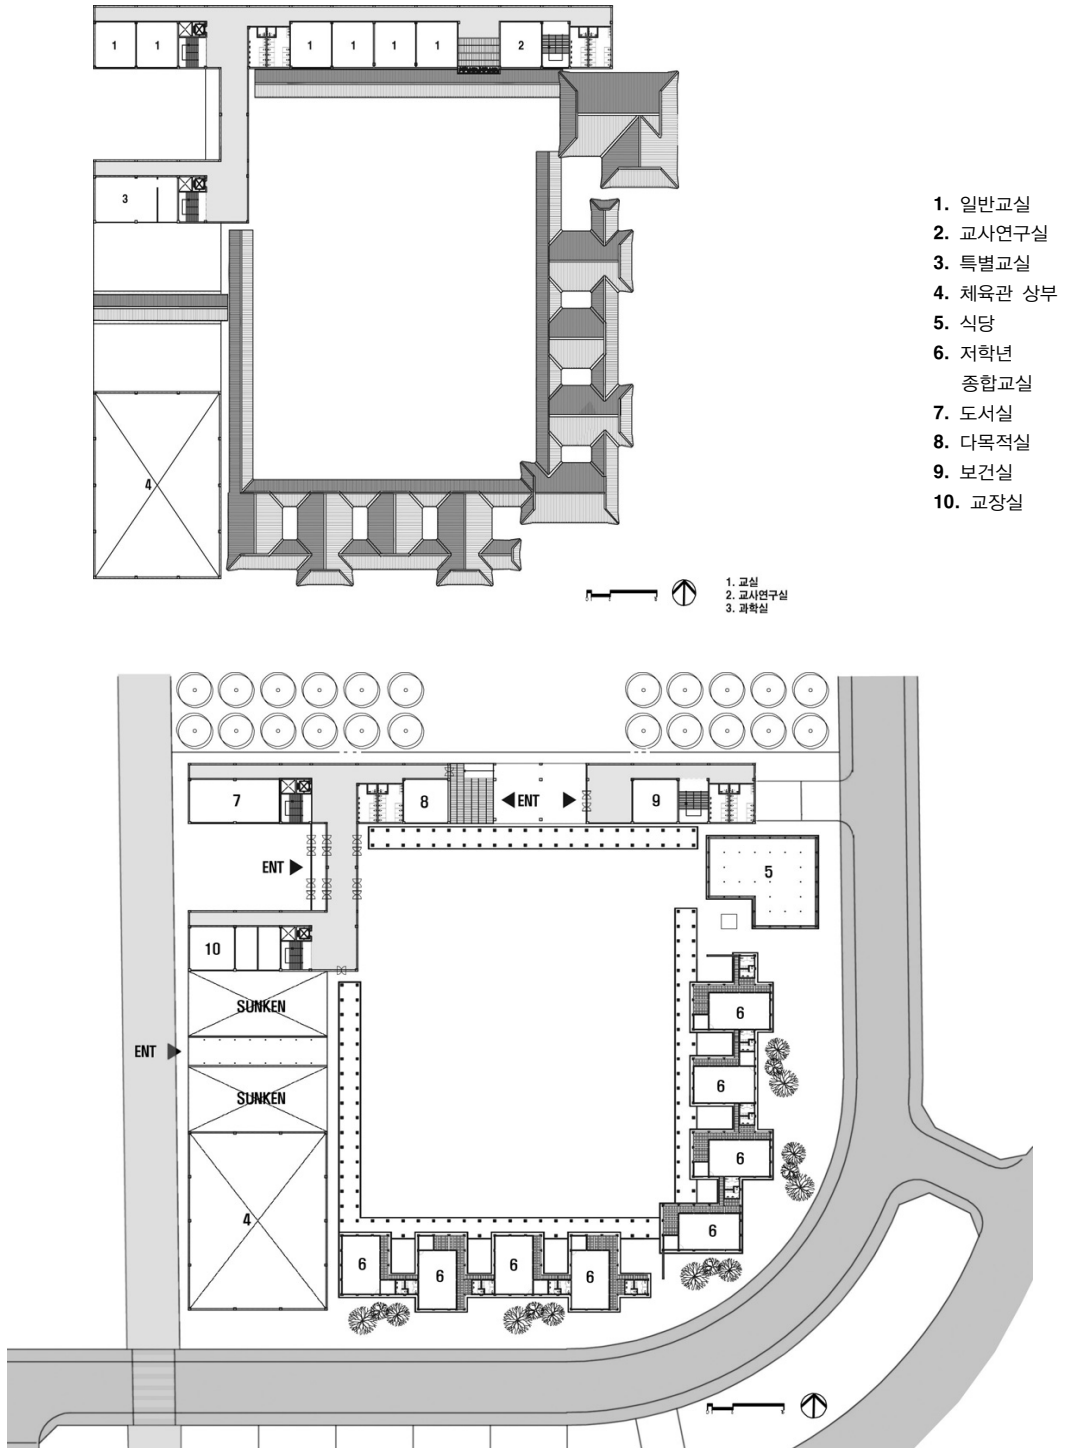 1 1 1 1 1 1 2
3
4
1. 일반교실
2. 교사연구실
3. 특별교실
4. 체육관 상부
5. 식당
6. 저학년
종합교실
7. 도서실
8. 다목적실
9. 보건실
10. 교장실
1. 교실
2. 교사연구실
3. 과학실
7 8 ENT 9
ENT 5
10
SUNKEN
6
ENT
SUNKEN
6
6
4
6
6 6 6 6